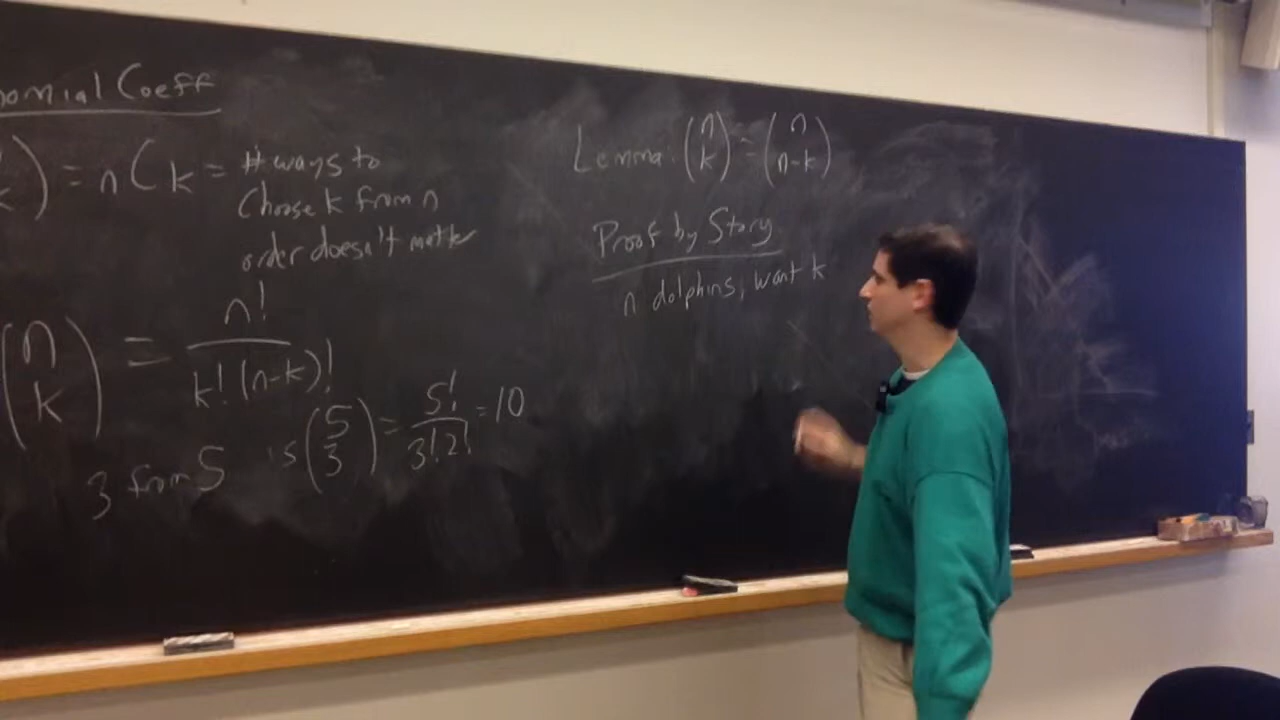 nomial Coeff
k) = nCk = # ways to
choose k from n
order doesn't matter
(n k) = n! / k!(n-k)!
3 from 5 is (5 3) = 5! / 3!2! = 10
Lemma: (n k) = (n n-k)
Proof by Story
n dolphins, want k